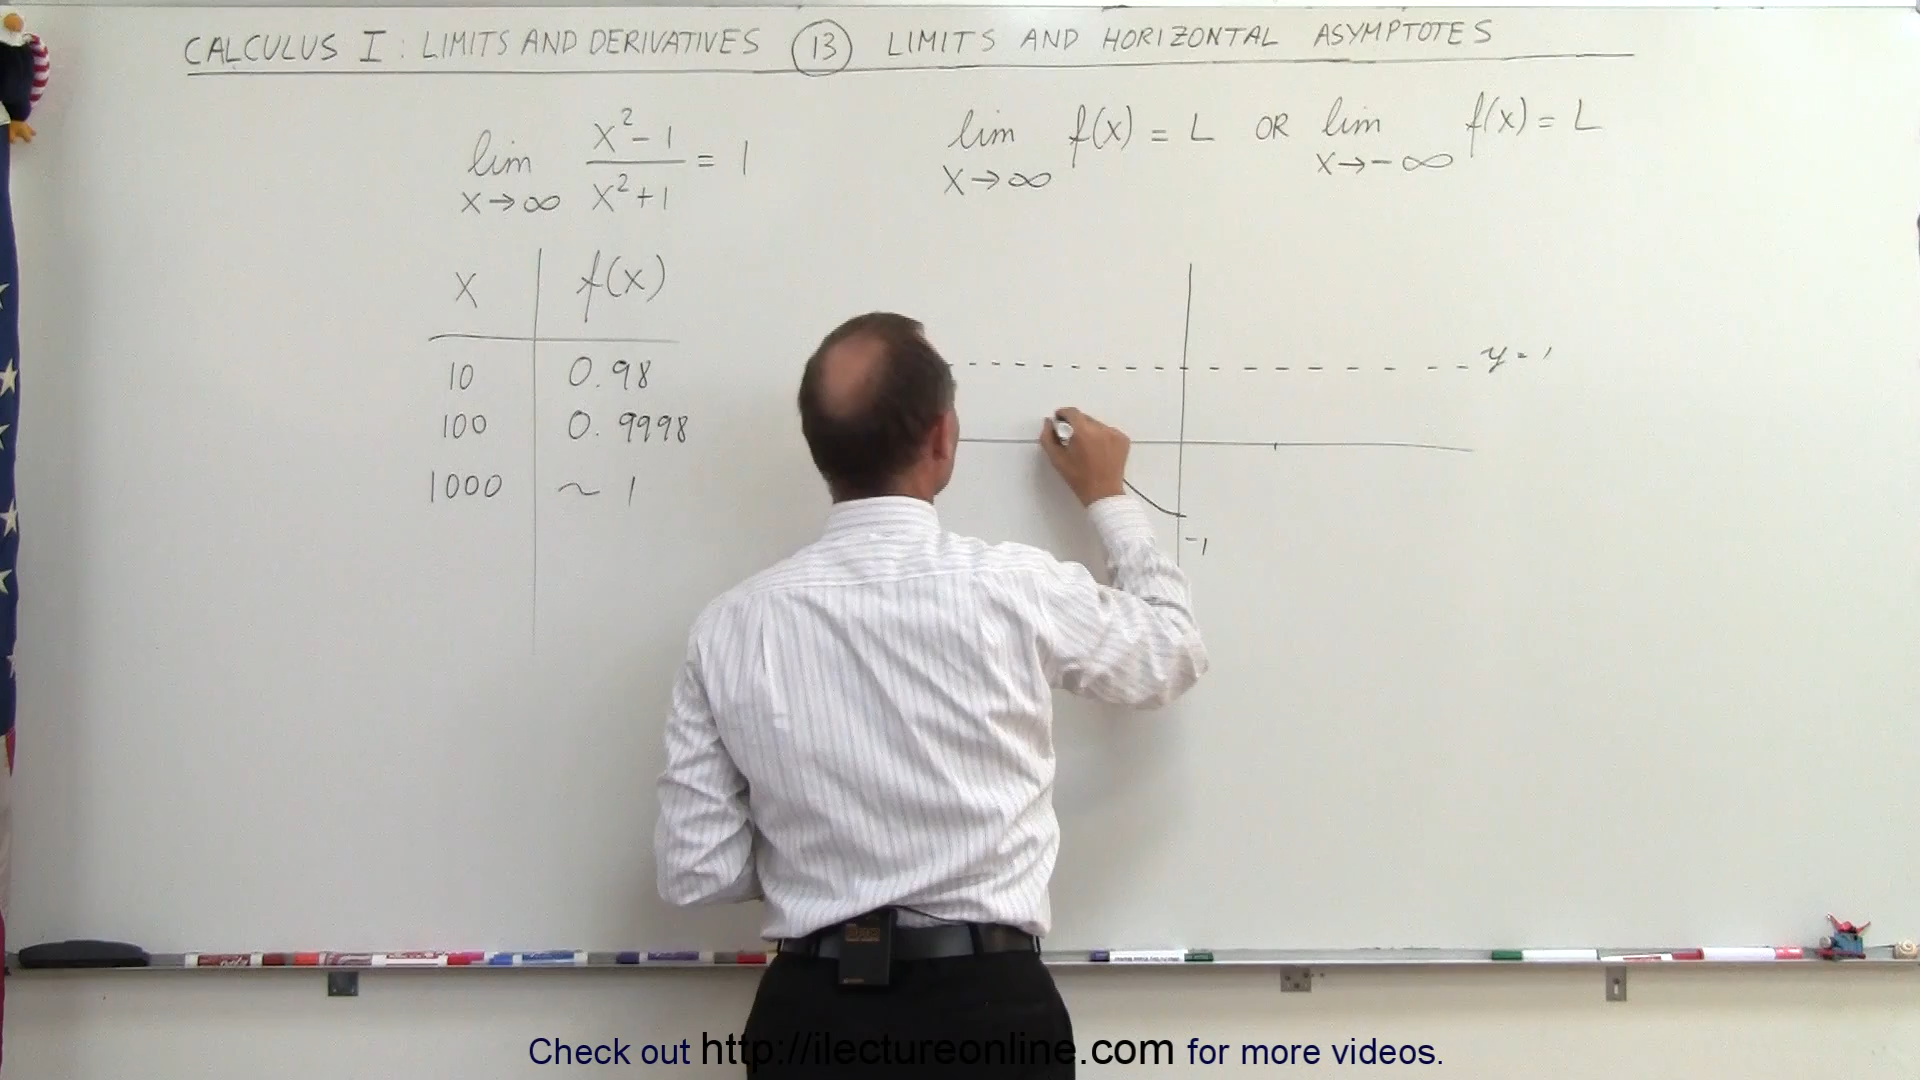 CALCULUS I : LIMITS AND DERIVATIVES 13 LIMITS AND HORIZONTAL ASYMPTOTES
lim x→∞ (x²-1)/(x²+1) = 1
lim x→∞ f(x) = L OR lim x→-∞ f(x) = L
x f(x)
10 0.98
100 0.9998
1000 ~ 1
y = 1
-1
Check out http://ilectureonline.com for more videos.